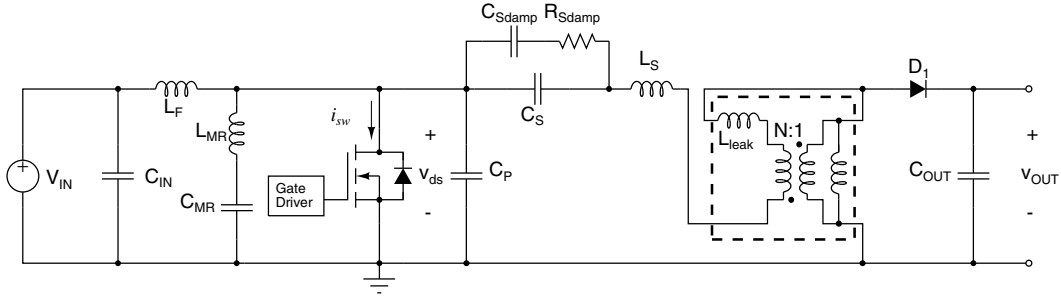 C_Sdamp R_Sdamp
L_S
D_1
L_F
i_sw
C_S
L_MR
+
L_leak
N:1
+
V_IN
C_IN
C_MR
Gate
Driver
v_ds
C_P
C_OUT
v_OUT
-
-